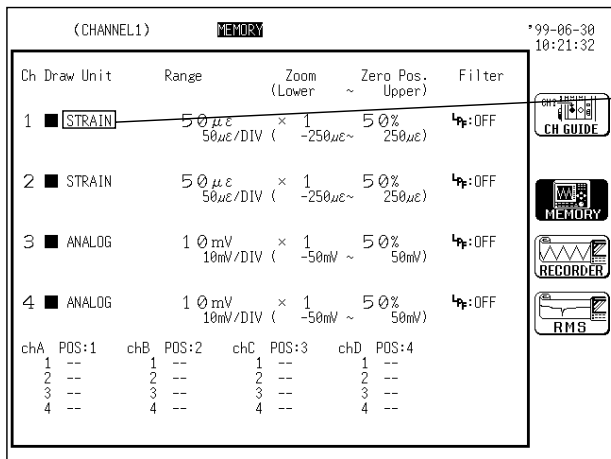 (CHANNEL1) MEMORY '99-06-30
10:21:32
Ch Draw Unit Range Zoom Zero Pos. Filter
(Lower ~ Upper)
1 ■ STRAIN 50με × 1 50% LPF:OFF
50με/DIV ( -250με~ 250με)
2 ■ STRAIN 50με × 1 50% LPF:OFF
50με/DIV ( -250με~ 250με)
3 ■ ANALOG 10mV × 1 50% LPF:OFF
10mV/DIV ( -50mV ~ 50mV)
4 ■ ANALOG 10mV × 1 50% LPF:OFF
10mV/DIV ( -50mV ~ 50mV)
chA POS:1 chB POS:2 chC POS:3 chD POS:4
1 -- 1 -- 1 -- 1 --
2 -- 2 -- 2 -- 2 --
3 -- 3 -- 3 -- 3 --
4 -- 4 -- 4 -- 4 --
CH1
CH GUIDE
MEMORY
RECORDER
RMS